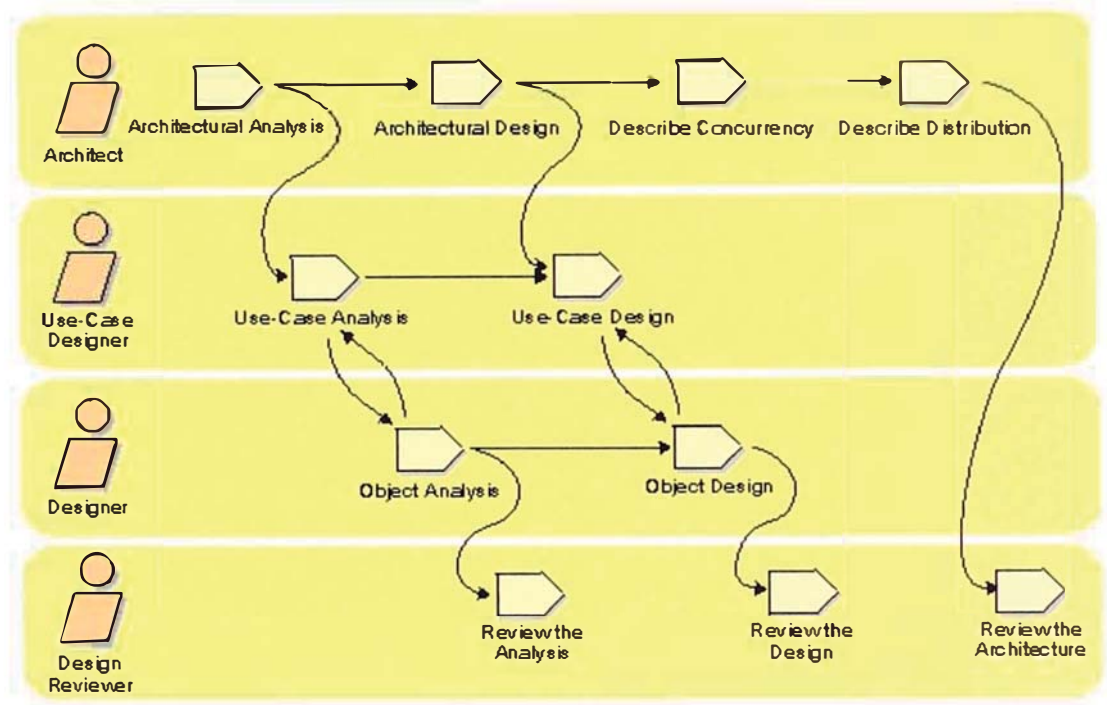 Architectural Analysis
Architectural Design
Describe Concurrency
Describe Distribution
Architect
Use-Case Analysis
Use-Case Design
Use-Case
Designer
Object Analysis
Object Design
Designer
Review the
Analysis
Review the
Design
Review the
Architecture
Design
Reviewer